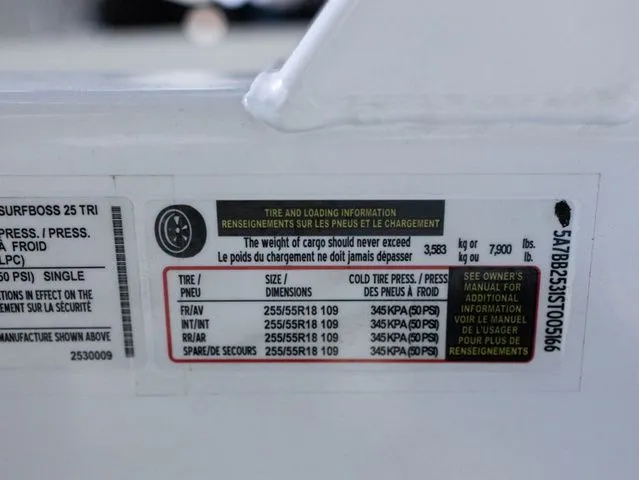 SURFBOSS 25 TRI
PRESS. / PRESS.
À FROID
LPC)
50 PSI) SINGLE
TIONS IN EFFECT ON THE
EMENT SUR LA SÉCURITÉ
MANUFACTURE SHOWN ABOVE
2530009
TIRE AND LOADING INFORMATION
RENSEIGNEMENTS SUR LES PNEUS ET LE CHARGEMENT
The weight of cargo should never exceed
Le poids du chargement ne doit jamais dépasser
3,583 kg or kg ou 7,900 lbs. lb.
TIRE / PNEU SIZE / DIMENSIONS COLD TIRE PRESS. / PRESS DES PNEUS À FROID
FR/AV 255/55R18 109 345 KPA (50 PSI)
INT/INT 255/55R18 109 345 KPA (50 PSI)
RR/AR 255/55R18 109 345 KPA (50 PSI)
SPARE/DE SECOURS 255/55R18 109 345 KPA (50 PSI)
SEE OWNER'S
MANUAL FOR
ADDITIONAL
INFORMATION
VOIR LE MANUEL
DE L'USAGER
POUR PLUS DE
RENSEIGNEMENTS